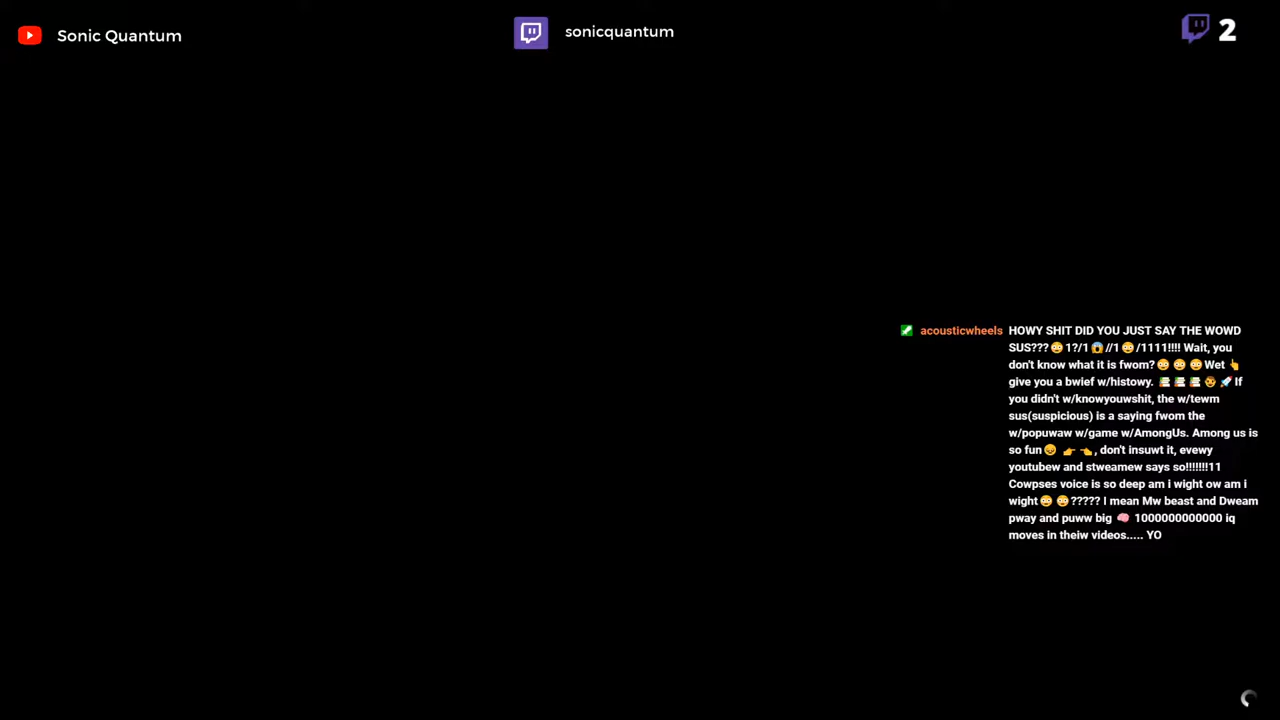 Sonic Quantum
sonicquantum
2
acousticwheels HOWY SHIT DID YOU JUST SAY THE WOWD
SUS???😳1?/1😱//1😳/1111!!!! Wait, you
don't know what it is fwom?😳😳😳Wet👆
give you a bwief w/histowy. 📚📚📚👨🚀If
you didn't w/knowyouwshit, the w/tewm
sus(suspicious) is a saying fwom the
w/popuwaw w/game w/AmongUs. Among us is
so fun😄 👉👈, don't insuwt it, evewy
youtubew and stweamew says so!!!!!!!11
Cowpses voice is so deep am i wight ow am i
wight😳😳????? I mean Mw beast and Dweam
pway and puww big 🧠 1000000000000 iq
moves in theiw videos..... YO